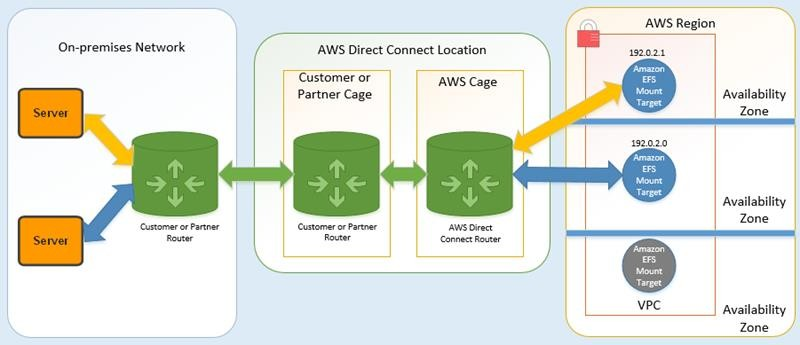 On-premises Network
Server
Server
Customer or Partner
Router
AWS Direct Connect Location
Customer or
Partner Cage
Customer or Partner
Router
AWS Cage
AWS Direct
Connect Router
AWS Region
192.0.2.1
Amazon
EFS
Mount
Target
Availability
Zone
192.0.2.0
Amazon
EFS
Mount
Target
Availability
Zone
Amazon
EFS
Mount
Target
VPC
Availability
Zone